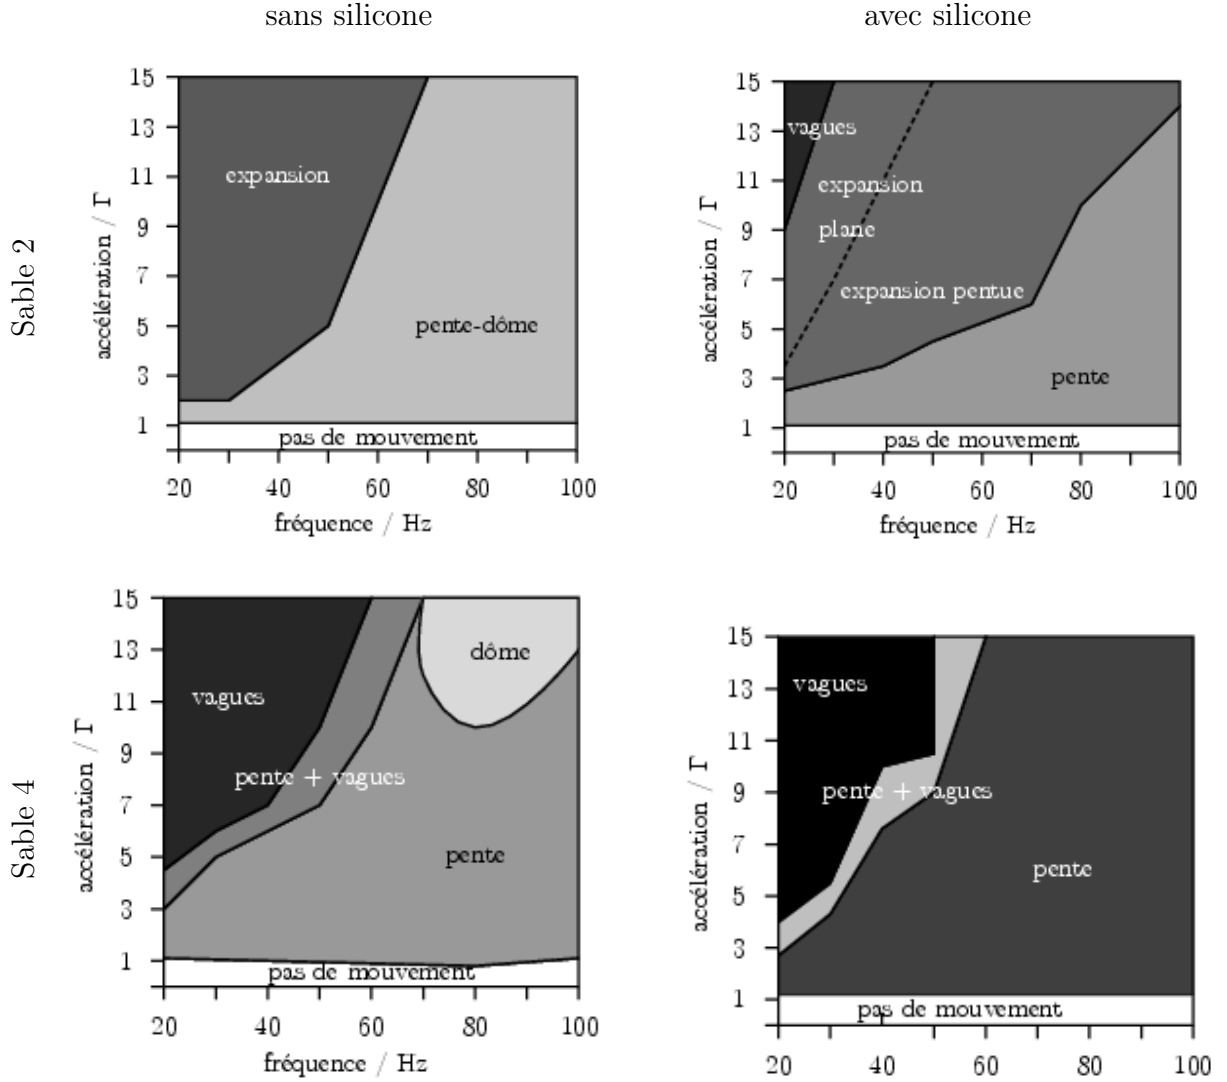 sans silicone
avec silicone
Sable 2
accélération / Γ
15
13
11
9
7
5
3
1
expansion
pente-dôme
pas de mouvement
20 40 60 80 100
fréquence / Hz
accélération / Γ
15
13
11
9
7
5
3
1
vagues
expansion
plane
expansion pentue
pente
pas de mouvement
20 40 60 80 100
fréquence / Hz
Sable 4
accélération / Γ
15
13
11
9
7
5
3
1
dôme
vagues
pente + vagues
pente
pas de mouvement
20 40 60 80 100
fréquence / Hz
accélération / Γ
15
13
11
9
7
5
3
1
vagues
pente + vagues
pente
pas de mouvement
20 40 60 80 100